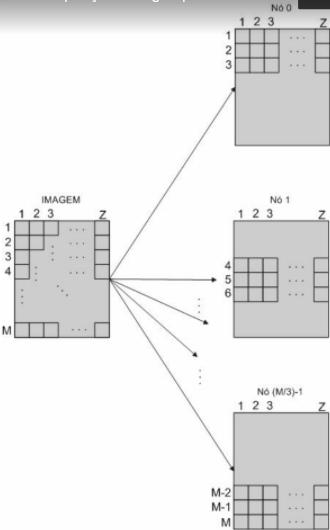 Nó 0
1 2 3 Z
1 ...
2 ...
3 ...
IMAGEM
1 2 3 Z
1 ...
2 ...
3
4
M ...
Nó 1
1 2 3 Z
4
5 ...
6
Nó (M/3)-1
1 2 3 Z
M-2 ...
M-1 ...
M ...